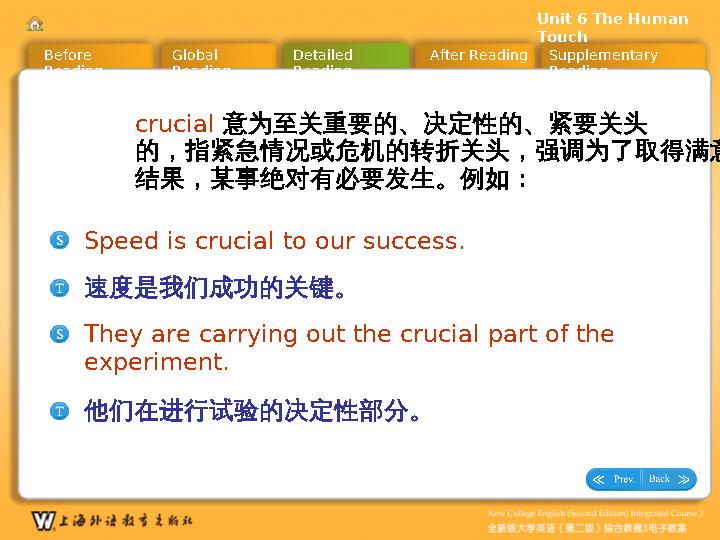 Unit 6 The Human
Touch
Before
Reading
Global
Reading
Detailed
Reading
After Reading
Supplementary
Reading
crucial 意为至关重要的、决定性的、紧要关头
的，指紧急情况或危机的转折关头，强调为了取得满意
结果，某事绝对有必要发生。例如：
S Speed is crucial to our success.
T 速度是我们成功的关键。
S They are carrying out the crucial part of the
experiment.
T 他们在进行试验的决定性部分。
Prev. Back
W 上海外语教育出版社
New College English (Second Edition) Integrated Course 3
全新版大学英语（第二版）综合教程3电子教案